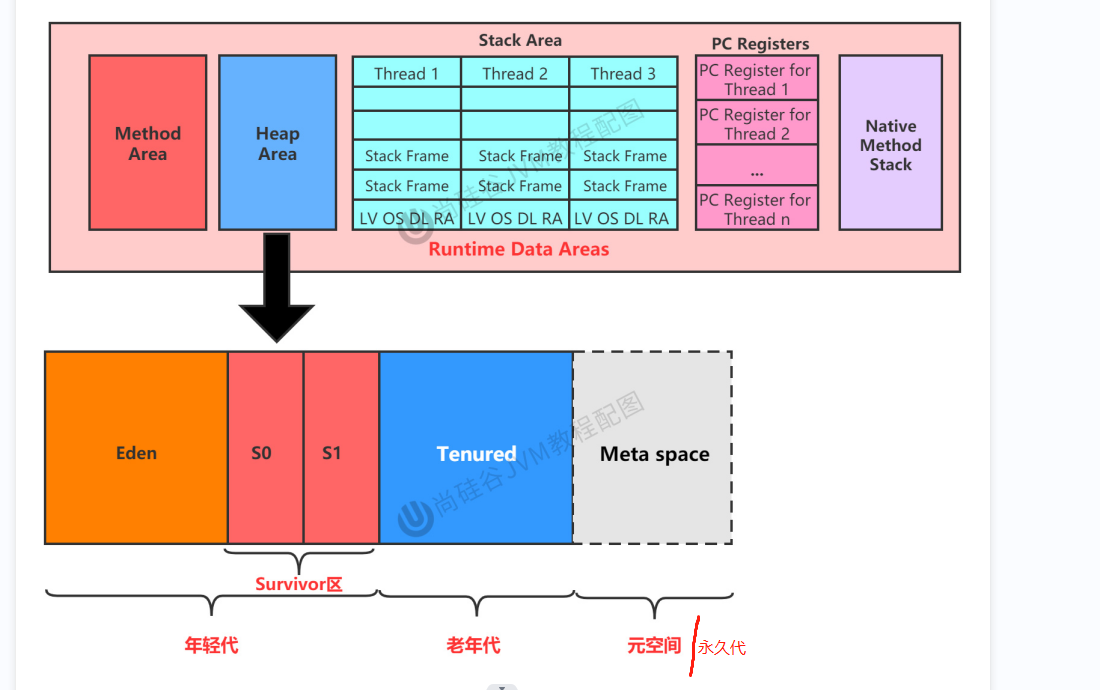 Stack Area
PC Registers
Method
Area
Heap
Area
Thread 1
Thread 2
Thread 3
Stack Frame
Stack Frame
Stack Frame
Stack Frame
Stack Frame
Stack Frame
LV OS DL RA
LV OS DL RA
LV OS DL RA
PC Register for
Thread 1
PC Register for
Thread 2
...
PC Register for
Thread n
Native
Method
Stack
尚硅谷JVM教程配图
Runtime Data Areas
Eden
S0
S1
Tenured
Meta space
尚硅谷JVM教程配图
Survivor区
年轻代
老年代
元空间
永久代